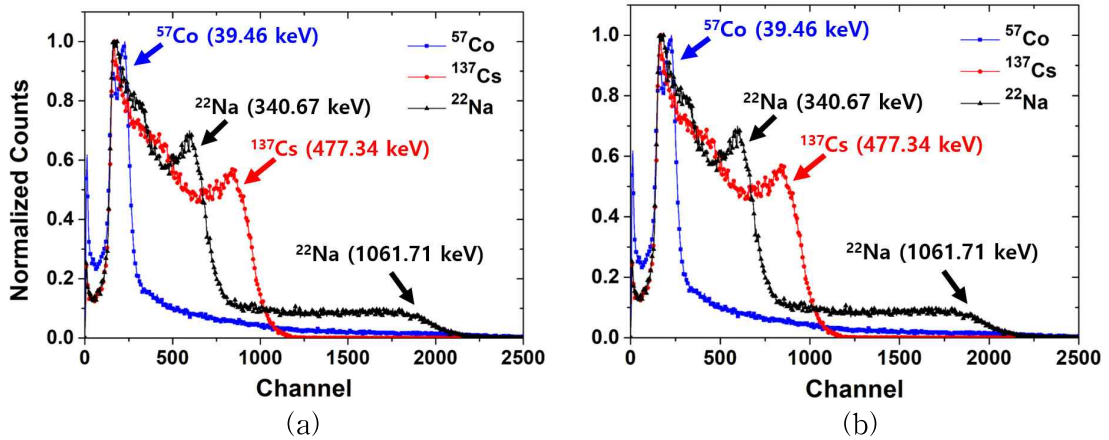 ⁵⁷Co (39.46 keV)
²²Na (340.67 keV)
¹³⁷Cs (477.34 keV)
²²Na (1061.71 keV)
⁵⁷Co
¹³⁷Cs
²²Na
Normalized Counts
1.0
0.8
0.6
0.4
0.2
0.0
0 500 1000 1500 2000 2500
Channel
(a)
⁵⁷Co (39.46 keV)
²²Na (340.67 keV)
¹³⁷Cs (477.34 keV)
²²Na (1061.71 keV)
⁵⁷Co
¹³⁷Cs
²²Na
1.0
0.8
0.6
0.4
0.2
0.0
0 500 1000 1500 2000 2500
Channel
(b)